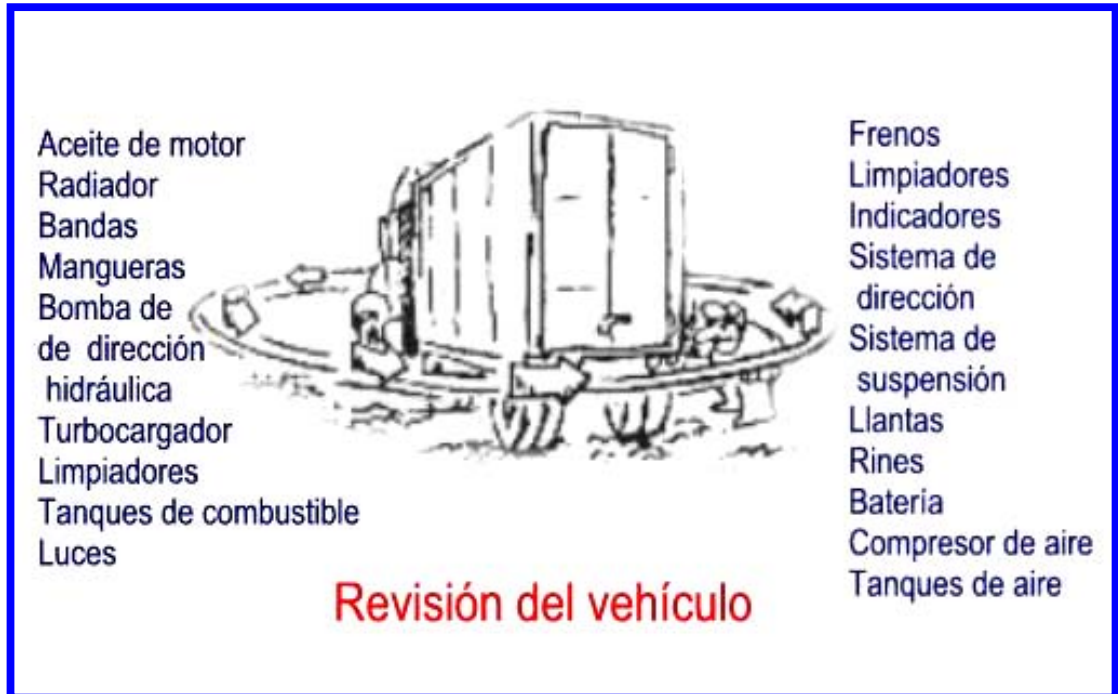 Aceite de motor
Radiador
Bandas
Mangueras
Bomba de
de dirección
hidráulica
Turbocargador
Limpiadores
Tanques de combustible
Luces
Frenos
Limpiadores
Indicadores
Sistema de
dirección
Sistema de
suspensión
Llantas
Rines
Batería
Compresor de aire
Tanques de aire
Revisión del vehículo